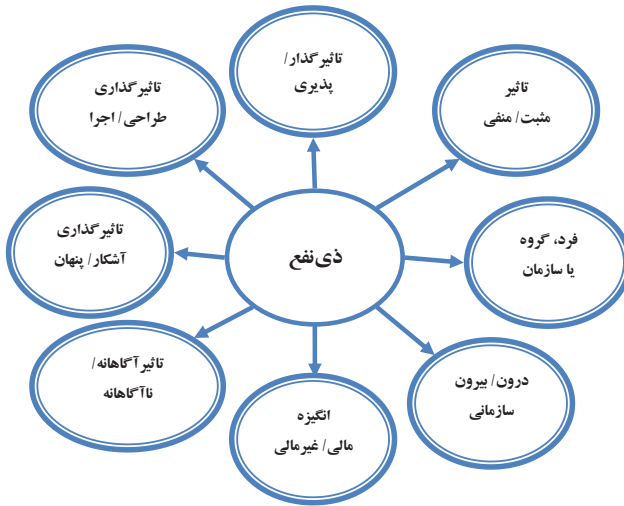 تاثیرگذار/
پذیری
تاثیر
مثبت/ منفی
فرد، گروه
یا سازمان
درون/ بیرون
سازمانی
انگیزه
مالی/ غیرمالی
تاثیرآگاهانه/
ناآگاهانه
تاثیرگذاری
آشکار/ پنهان
تاثیرگذاری
طراحی/ اجرا
ذی‌نفع